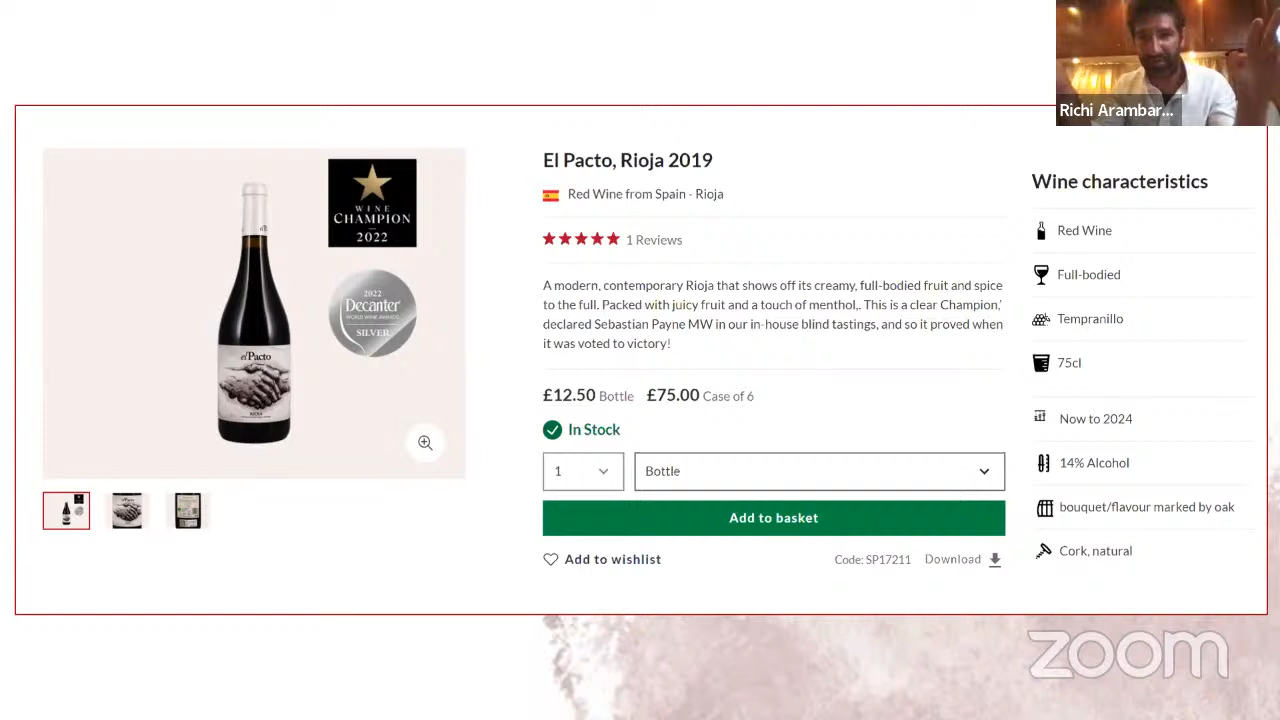 Richi Arambar...
WINE
CHAMPION
2022
2022
Decanter
WORLD WINE AWARDS
SILVER
el Pacto
RIOJA
El Pacto, Rioja 2019
Red Wine from Spain - Rioja
1 Reviews
A modern, contemporary Rioja that shows off its creamy, full-bodied fruit and spice
to the full. Packed with juicy fruit and a touch of menthol,. This is a clear Champion,'
declared Sebastian Payne MW in our in-house blind tastings, and so it proved when
it was voted to victory!
£12.50 Bottle £75.00 Case of 6
In Stock
1 Bottle
Add to basket
Add to wishlist Code: SP17211 Download
Wine characteristics
Red Wine
Full-bodied
Tempranillo
75cl
Now to 2024
14% Alcohol
bouquet/flavour marked by oak
Cork, natural
zoom